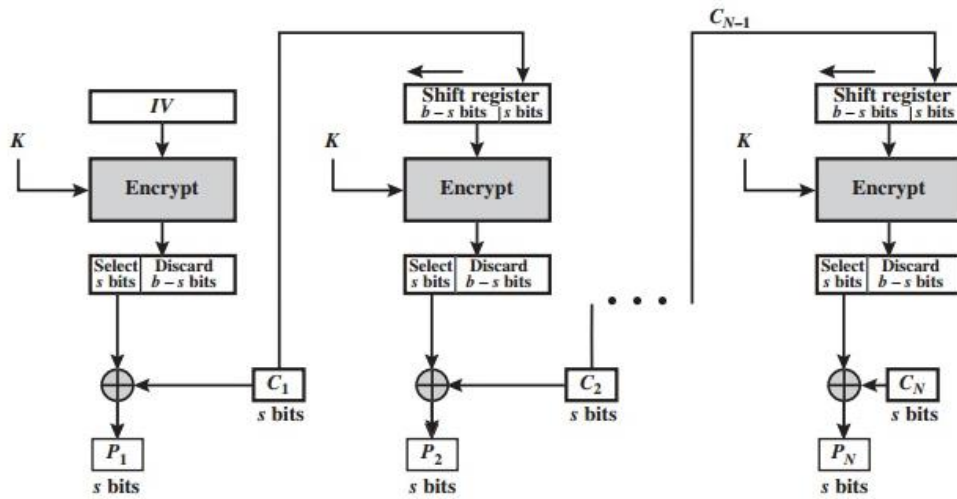 C_{N-1}
IV
Shift register
b – s bits | s bits
Shift register
b – s bits | s bits
K
Encrypt
K
Encrypt
K
Encrypt
Select Discard
s bits b – s bits
Select Discard
s bits b – s bits
Select Discard
s bits b – s bits
C_1
s bits
C_2
s bits
C_N
s bits
P_1
s bits
P_2
s bits
P_N
s bits